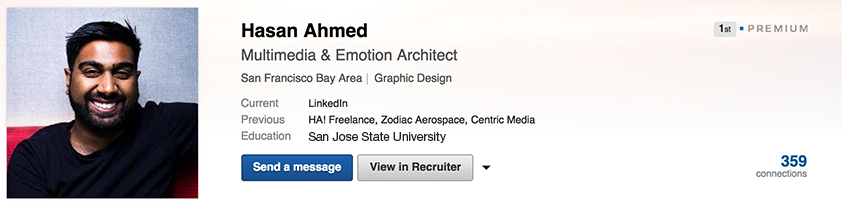 Hasan Ahmed
1st PREMIUM
Multimedia & Emotion Architect
San Francisco Bay Area | Graphic Design
Current LinkedIn
Previous HA! Freelance, Zodiac Aerospace, Centric Media
Education San Jose State University
Send a message View in Recruiter
359
connections